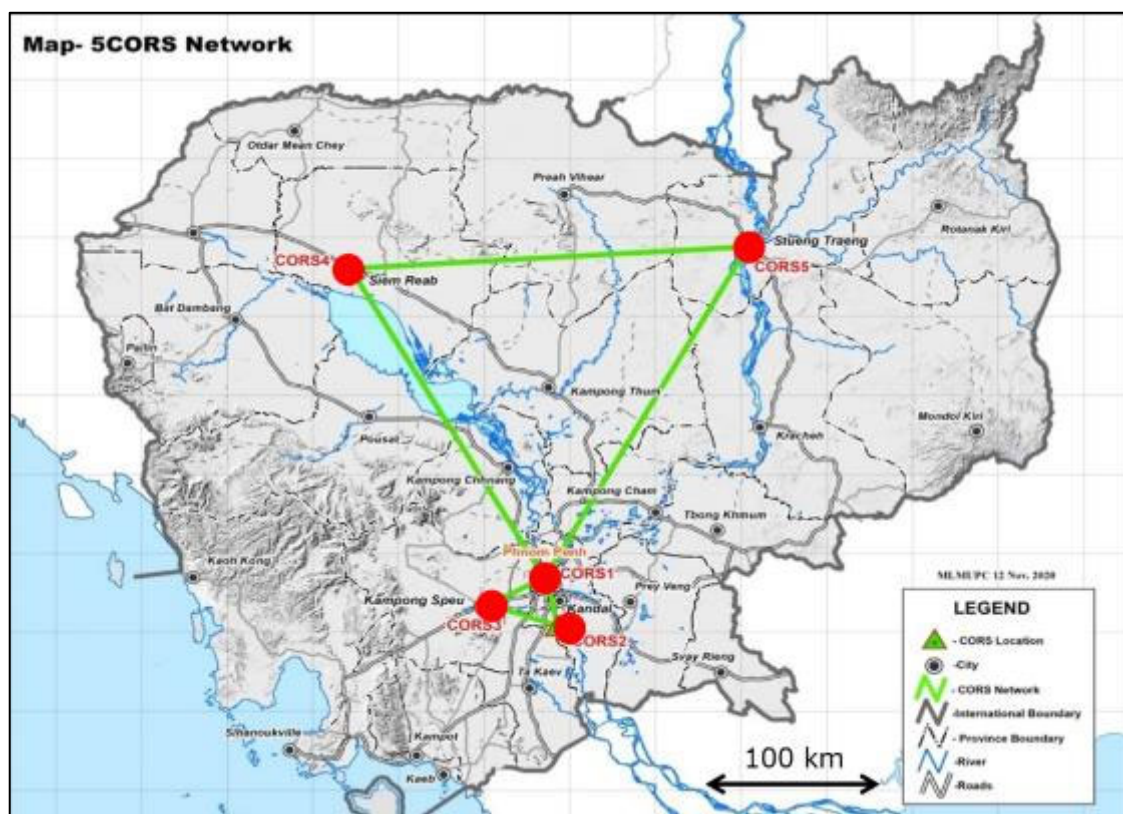 Map- 5CORS Network
Otdar Mean Chey
Preah Vihear
Stueng Traeng
Rotanak Kiri
CORS4
Siem Reab
CORS5
Bat Dambang
Pailin
Kampong Thum
Mondol Kiri
Pousat
Kracheh
Kampong Chhnang
Kampong Cham
Tbong Khmum
Phnom Penh
CORS1
Kaoh Kong
Kampong Speu
Kandal
Prey Veng
CORS3
CORS2
Svay Rieng
Ta Kaev
Sihanoukville
Kampot
Kaeb
100 km
MLMUPC 12 Nov. 2020
LEGEND
- CORS Location
-City
- CORS Network
-International Boundary
- Province Boundary
-River
-Roads